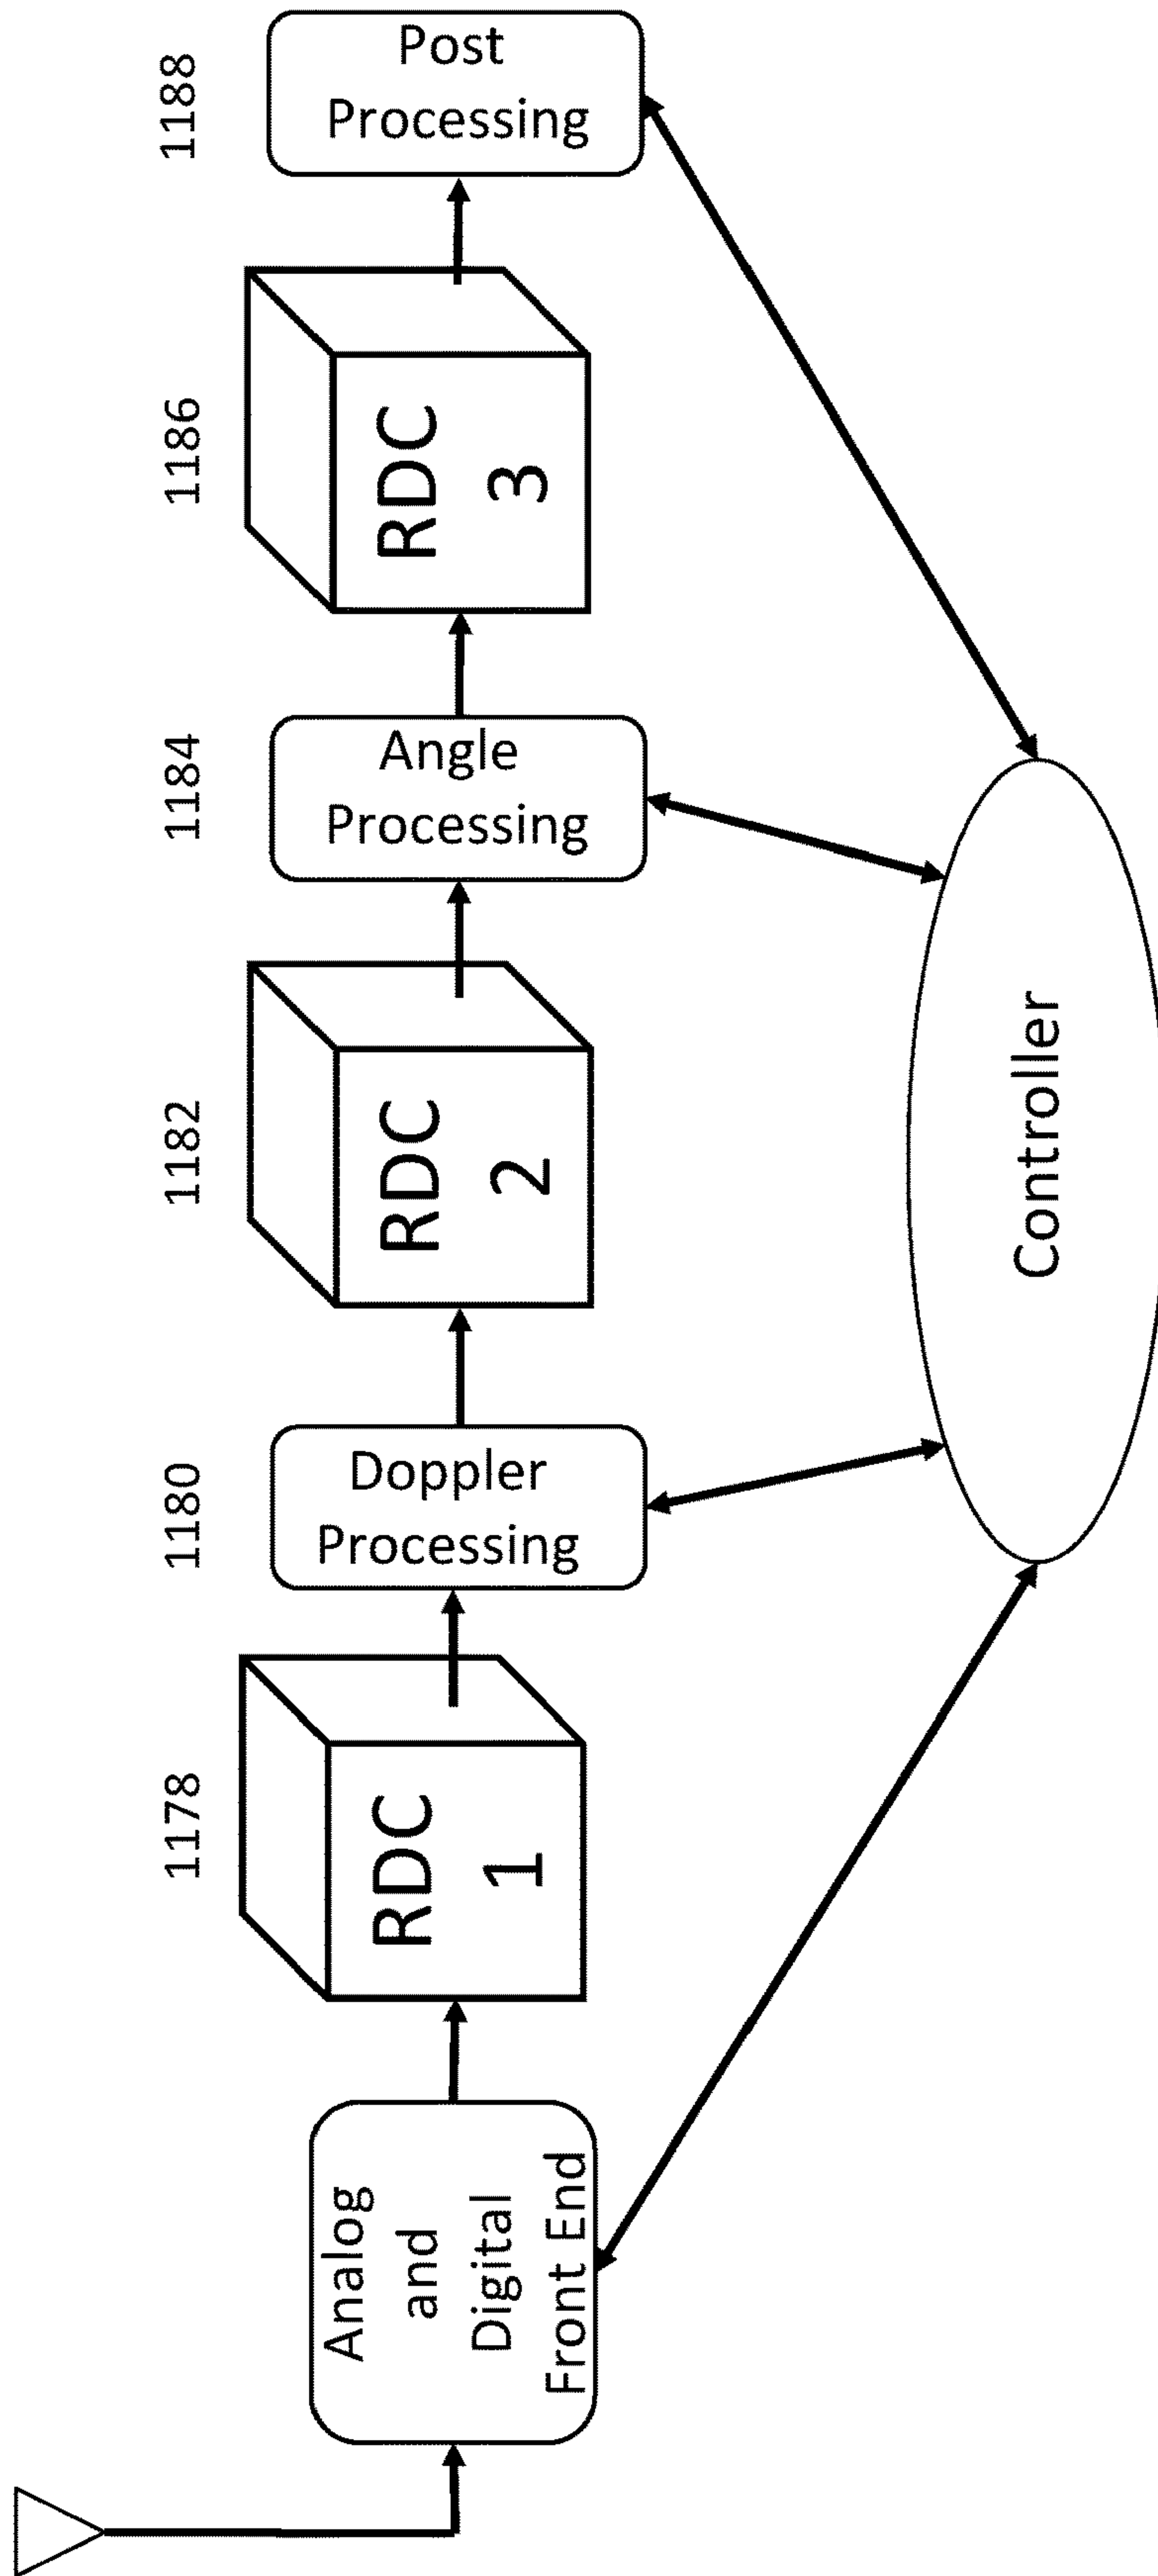 1178
1180
1182
1184
1186
1188
Analog
and
Digital
Front End
RDC
1
Doppler
Processing
RDC
2
Angle
Processing
RDC
3
Post
Processing
Controller